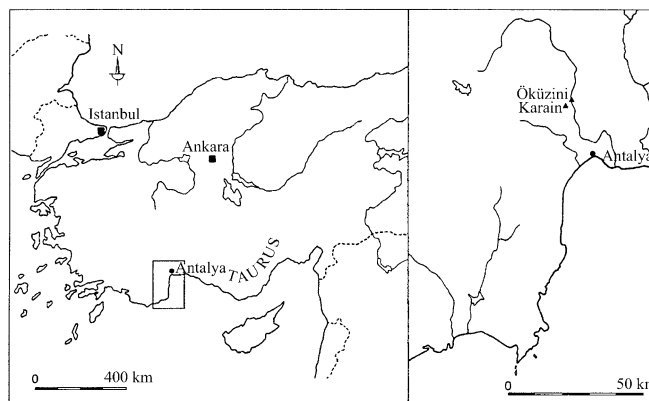 N
Istanbul
Ankara
Antalya
TAURUS
0 400 km
Öküzini
Karain
Antalya
0 50 km